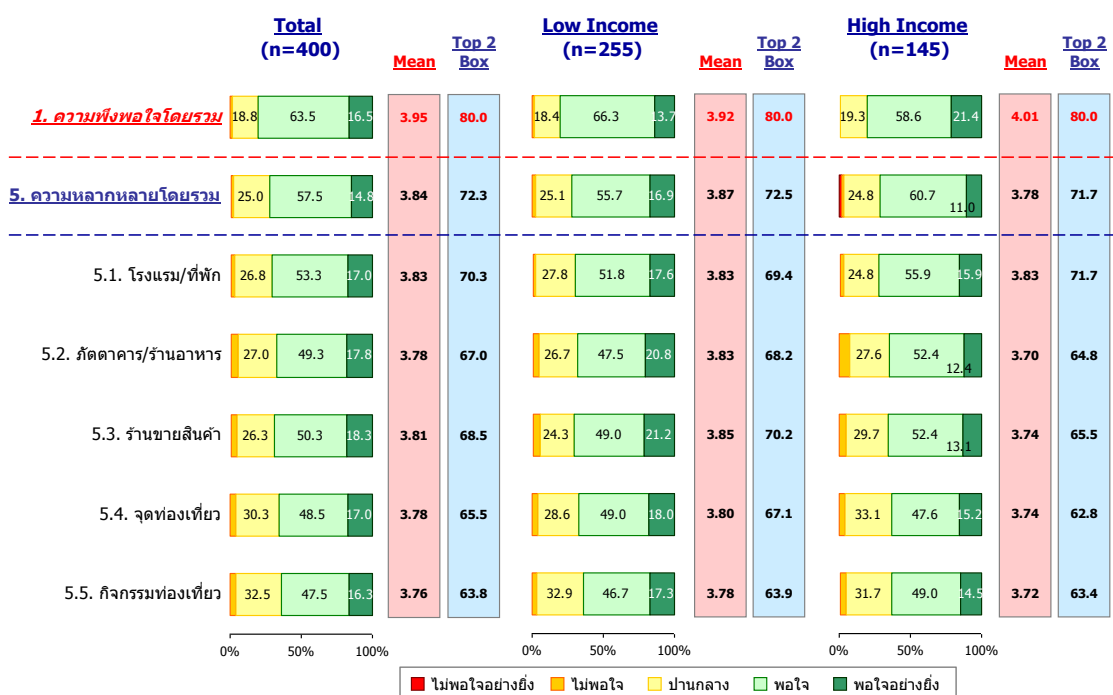 Total Low Income High Income
(n=400) Mean Top 2 Box (n=255) Mean Top 2 Box (n=145) Mean Top 2 Box
1. ความพึงพอใจโดยรวม 18.8 63.5 16.5 3.95 80.0 18.4 66.3 13.7 3.92 80.0 19.3 58.6 21.4 4.01 80.0
5. ความหลากหลายโดยรวม 25.0 57.5 14.8 3.84 72.3 25.1 55.7 16.9 3.87 72.5 24.8 60.7 11.0 3.78 71.7
5.1. โรงแรม/ที่พัก 26.8 53.3 17.0 3.83 70.3 27.8 51.8 17.6 3.83 69.4 24.8 55.9 15.9 3.83 71.7
5.2. ภัตตาคาร/ร้านอาหาร 27.0 49.3 17.8 3.78 67.0 26.7 47.5 20.8 3.83 68.2 27.6 52.4 12.4 3.70 64.8
5.3. ร้านขายสินค้า 26.3 50.3 18.3 3.81 68.5 24.3 49.0 21.2 3.85 70.2 29.7 52.4 13.1 3.74 65.5
5.4. จุดท่องเที่ยว 30.3 48.5 17.0 3.78 65.5 28.6 49.0 18.0 3.80 67.1 33.1 47.6 15.2 3.74 62.8
5.5. กิจกรรมท่องเที่ยว 32.5 47.5 16.3 3.76 63.8 32.9 46.7 17.3 3.78 63.9 31.7 49.0 14.5 3.72 63.4
0% 50% 100% 0% 50% 100% 0% 50% 100%
ไม่พอใจอย่างยิ่ง ไม่พอใจ ปานกลาง พอใจ พอใจอย่างยิ่ง